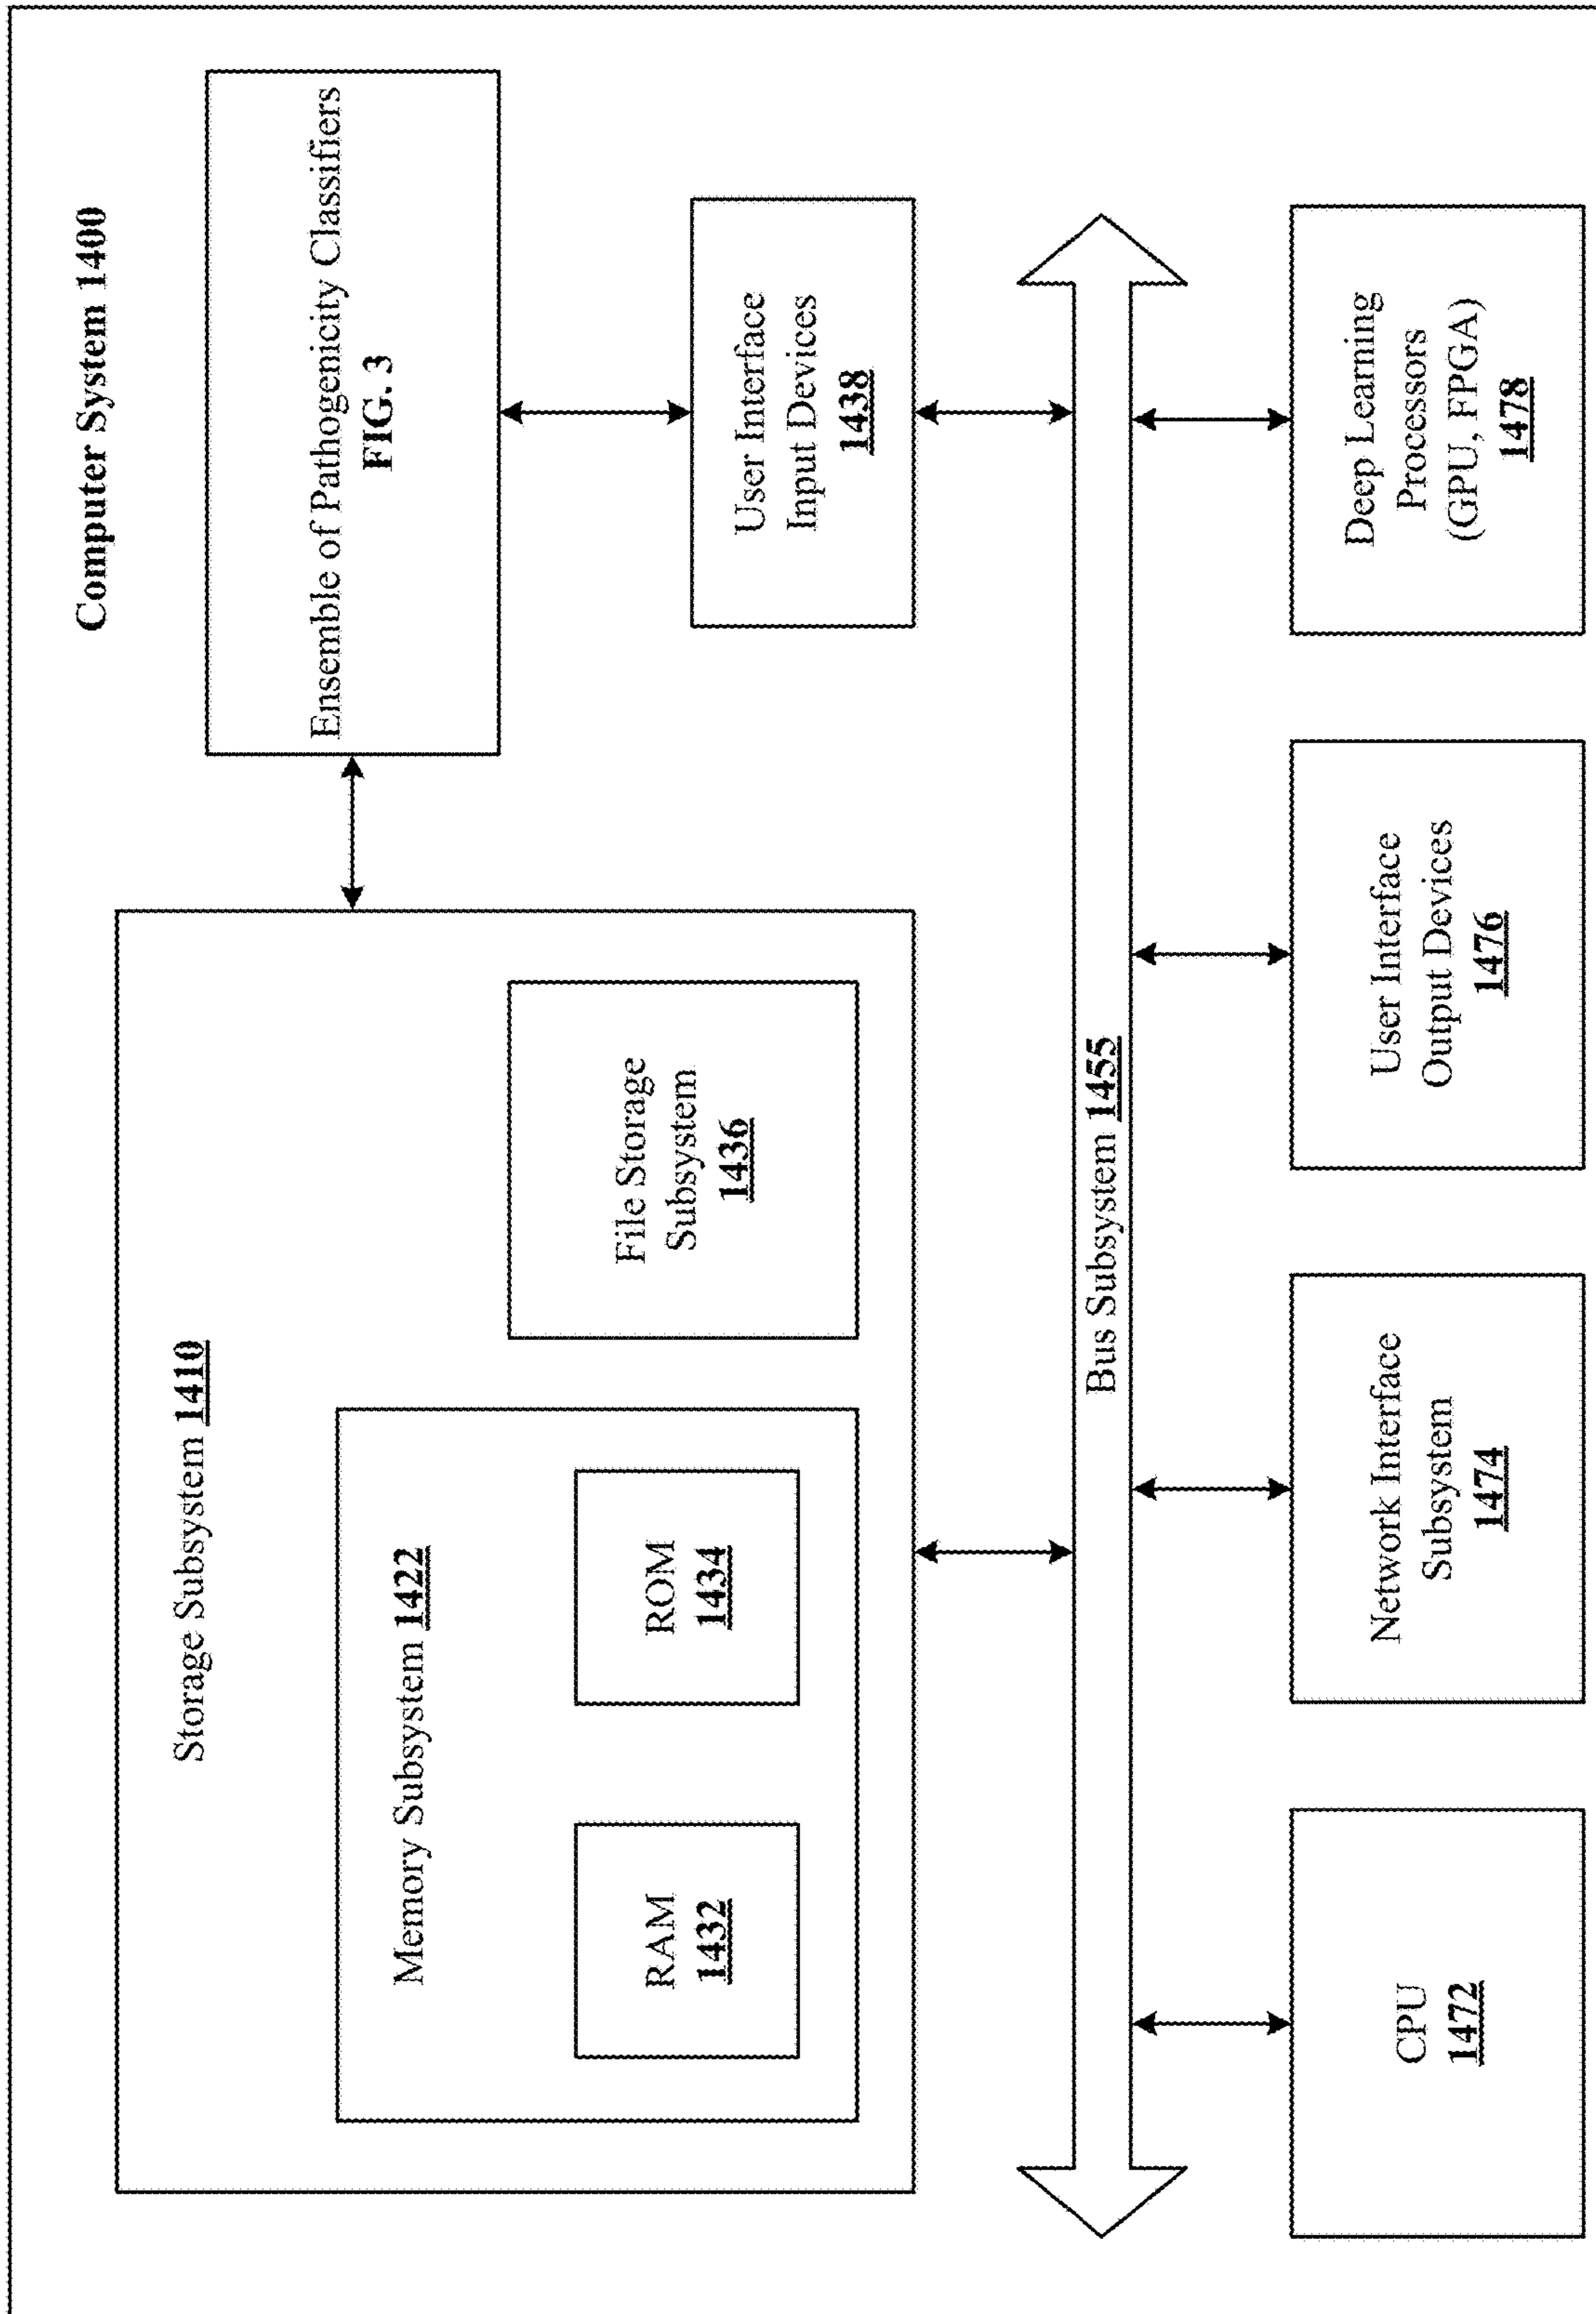 Computer System 1400
Storage Subsystem 1410
Memory Subsystem 1422
RAM
1432
ROM
1434
File Storage
Subsystem
1436
Ensemble of Pathogenicity Classifiers
FIG. 3
User Interface
Input Devices
1438
Bus Subsystem 1455
CPU
1472
Network Interface
Subsystem
1474
User Interface
Output Devices
1476
Deep Learning
Processors
(GPU, FPGA)
1478